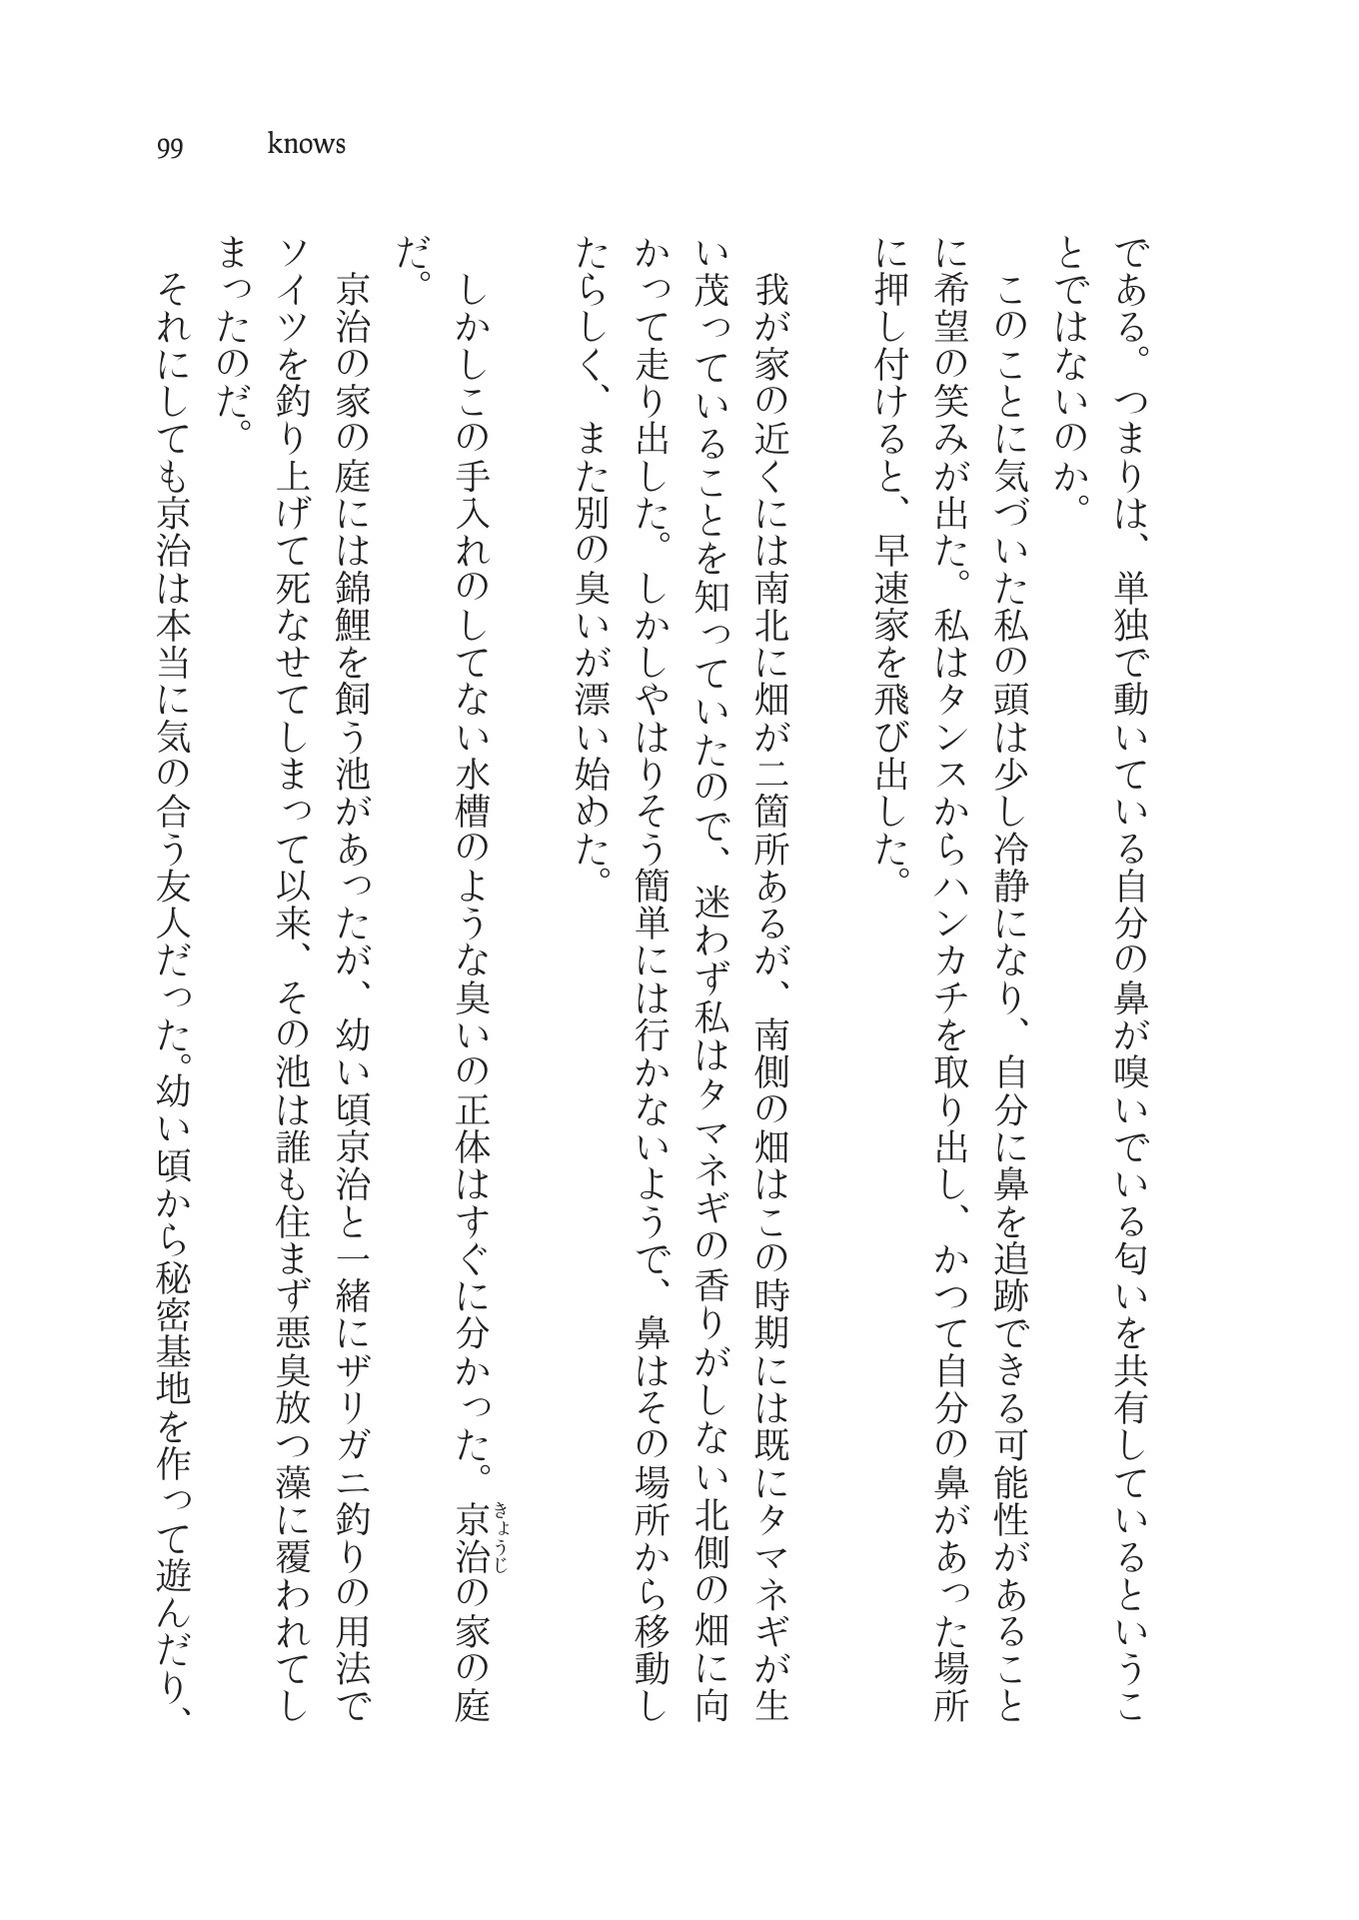 99 knows
である。つまりは、単独で動いている自分の鼻が嗅いでいる匂いを共有しているというこ
とではないのか。
このことに気づいた私の頭は少し冷静になり、自分に鼻を追跡できる可能性があること
に希望の笑みが出た。私はタンスからハンカチを取り出し、かつて自分の鼻があった場所
に押し付けると、早速家を飛び出した。
我が家の近くには南北に畑が二箇所あるが、南側の畑はこの時期には既にタマネギが生
い茂っていることを知っていたので、迷わず私はタマネギの香りがしない北側の畑に向
かって走り出した。しかしやはりそう簡単には行かないようで、鼻はその場所から移動し
たらしく、また別の臭いが漂い始めた。
しかしこの手入れのしてない水槽のような臭いの正体はすぐに分かった。京治の家の庭
きょうじ
だ。
京治の家の庭には錦鯉を飼う池があったが、幼い頃京治と一緒にザリガニ釣りの用法で
ソイツを釣り上げて死なせてしまって以来、その池は誰も住まず悪臭放つ藻に覆われてし
まったのだ。
それにしても京治は本当に気の合う友人だった。幼い頃から秘密基地を作って遊んだり、